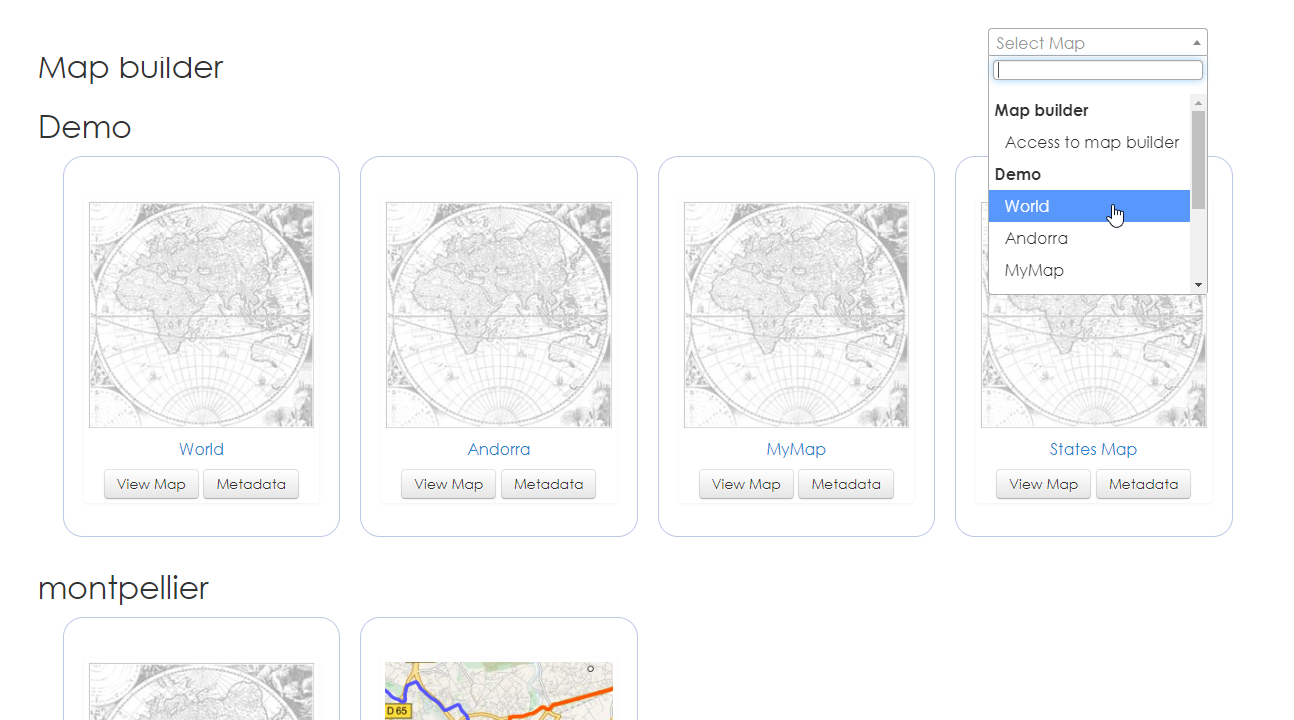 Select Map
Map builder
Map builder
Access to map builder
Demo
World
Andorra
MyMap
Demo
World
View Map
Metadata
Andorra
View Map
Metadata
MyMap
View Map
Metadata
States Map
View Map
Metadata
montpellier
D 65